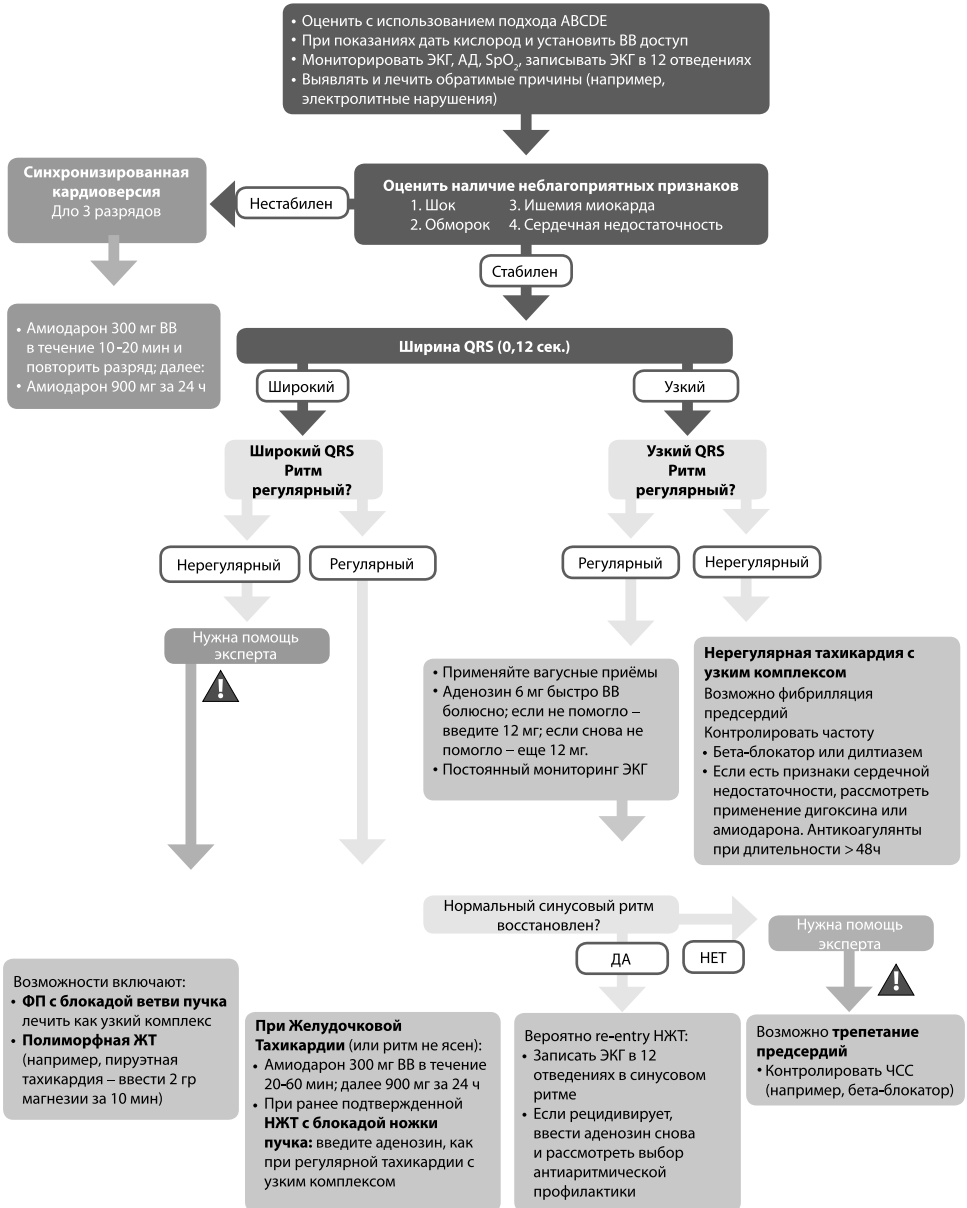 • Оценить с использованием подхода ABCDE
• При показаниях дать кислород и установить ВВ доступ
• Мониторировать ЭКГ, АД, SpO₂, записывать ЭКГ в 12 отведениях
• Выявлять и лечить обратимые причины (например,
электролитные нарушения)
Синхронизированная
кардиоверсия
Дло 3 разрядов
Нестабилен
Оценить наличие неблагоприятных признаков
1. Шок 3. Ишемия миокарда
2. Обморок 4. Сердечная недостаточность
Стабилен
• Амиодарон 300 мг ВВ
в течение 10-20 мин и
повторить разряд; далее:
• Амиодарон 900 мг за 24 ч
Ширина QRS (0,12 сек.)
Широкий
Узкий
Широкий QRS
Ритм
регулярный?
Узкий QRS
Ритм
регулярный?
Нерегулярный
Регулярный
Регулярный
Нерегулярный
Нужна помощь
эксперта
• Применяйте вагусные приёмы
• Аденозин 6 мг быстро ВВ
болюсно; если не помогло –
введите 12 мг; если снова не
помогло – еще 12 мг.
• Постоянный мониторинг ЭКГ
Нерегулярная тахикардия с
узким комплексом
Возможно фибрилляция
предсердий
Контролировать частоту
• Бета-блокатор или дилтиазем
• Если есть признаки сердечной
недостаточности, рассмотреть
применение дигоксина или
амиодарона. Антикоагулянты
при длительности > 48ч
Нормальный синусовый ритм
восстановлен?
ДА
НЕТ
Нужна помощь
эксперта
Возможности включают:
• ФП с блокадой ветви пучка
лечить как узкий комплекс
• Полиморфная ЖТ
(например, пируэтная
тахикардия – ввести 2 гр
магнезии за 10 мин)
При Желудочковой
Тахикардии (или ритм не ясен):
• Амиодарон 300 мг ВВ в течение
20-60 мин; далее 900 мг за 24 ч
• При ранее подтвержденной
НЖТ с блокадой ножки
пучка: введите аденозин, как
при регулярной тахикардии с
узким комплексом
Вероятно re-entry НЖТ:
• Записать ЭКГ в 12
отведениях в синусовом
ритме
• Если рецидивирует,
ввести аденозин снова
и рассмотреть выбор
антиаритмической
профилактики
Возможно трепетание
предсердий
• Контролировать ЧСС
(например, бета-блокатор)